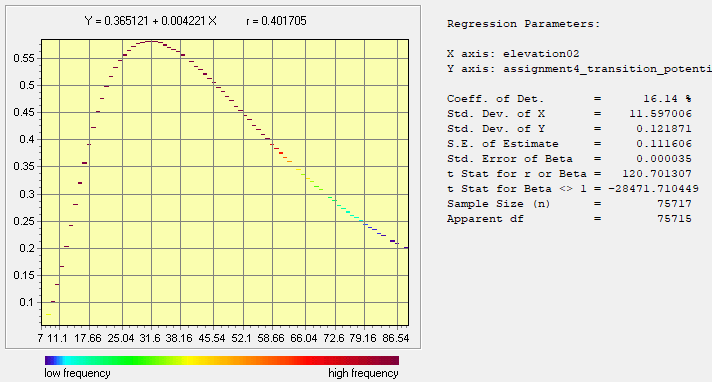 Y = 0.365121 + 0.004221 X r = 0.401705
0.55
0.5
0.45
0.4
0.35
0.3
0.25
0.2
0.15
0.1
7 11.1 17.66 25.04 31.6 38.16 45.54 52.1 58.66 66.04 72.6 79.16 86.54
low frequency high frequency
Regression Parameters:
X axis: elevation02
Y axis: assignment4_transition_potenti
Coeff. of Det. = 16.14 %
Std. Dev. of X = 11.597006
Std. Dev. of Y = 0.121871
S.E. of Estimate = 0.111606
Std. Error of Beta = 0.000035
t Stat for r or Beta = 120.701307
t Stat for Beta <> 1 = -28471.710449
Sample Size (n) = 75717
Apparent df = 75715